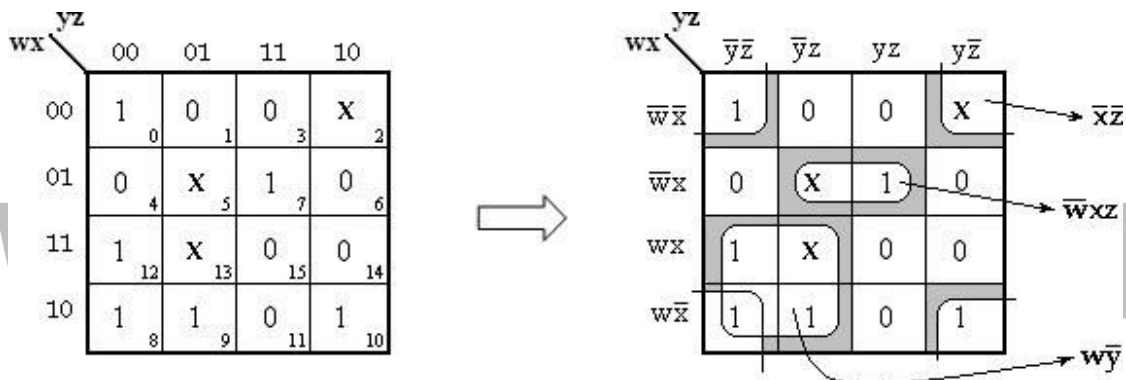 yz yz
wx 00 01 11 10 wx y̅z̅ y̅z yz yz̅
00 1 0 0 X w̅x̅ 1 0 0 X x̅z̅
0 1 3 2
01 0 X 1 0 w̅x 0 X 1 0
4 5 7 6 w̅xz
11 1 X 0 0 wx 1 X 0 0
12 13 15 14
10 1 1 0 1 wx̅ 1 1 0 1
8 9 11 10 wy̅